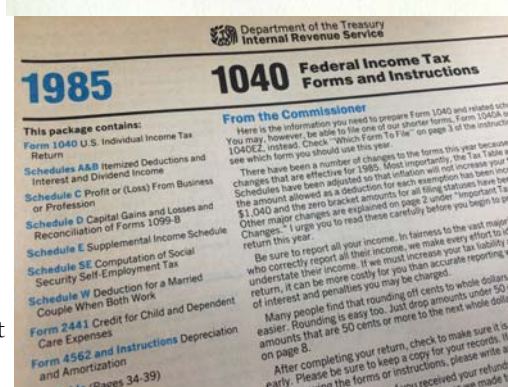 Department of the Treasury
Internal Revenue Service
1985
1040 Federal Income Tax
Forms and Instructions
This package contains:
Form 1040 U.S. Individual Income Tax
Return
Schedules A&B Itemized Deductions and
Interest and Dividend Income
Schedule C Profit or (Loss) From Business
or Profession
Schedule D Capital Gains and Losses and
Reconciliation of Forms 1099-B
Schedule E Supplemental Income Schedule
Schedule SE Computation of Social
Security Self-Employment Tax
Schedule W Deduction for a Married
Couple When Both Work
Form 2441 Credit for Child and Dependent
Care Expenses
Form 4562 and Instructions Depreciation
and Amortization
(Pages 34-39)
From the Commissioner
Here is the information you need to prepare Form 1040 and related
You may, however, be able to file one of our shorter forms, Form 1040A or
1040EZ, instead. Check "Which Form To File" on page 3 of the
see which form you should use this year.
There have been a number of changes to the forms this year because
changes that are effective for 1985. Most importantly, the Tax Table
Schedules have been adjusted so that inflation will not increase your
the amount allowed as a deduction for each exemption has been
$1,040 and the zero bracket amounts for all filing statuses have
Other major changes are explained on page 2 under "Important
Changes." I urge you to read these carefully before you begin to
return this year.
Be sure to report all your income. In fairness to the vast
who correctly report all their income, we make every effort to
understate their income. If we must increase your tax liability
return, it can be more costly for you than accurate reporting
of interest and penalties you may be charged.
Many people find that rounding off cents to whole dollars
easier. Rounding is easy too. Just drop amounts under 50
amounts that are 50 cents or more to the next whole
on page 8.
After completing your return, check to make sure it is
early. Please be sure to keep a copy for your records. If
the forms or instructions, please write
you received your refund
we made
t